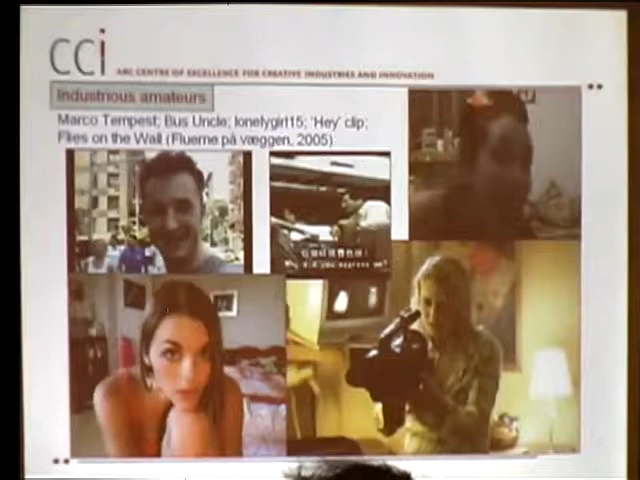 cci
ARC CENTRE OF EXCELLENCE FOR CREATIVE INDUSTRIES AND INNOVATION
Industrious amateurs
Marco Tempest; Bus Uncle; lonelygirl15; 'Hey' clip;
Flies on the Wall (Fluerne på væggen, 2005)